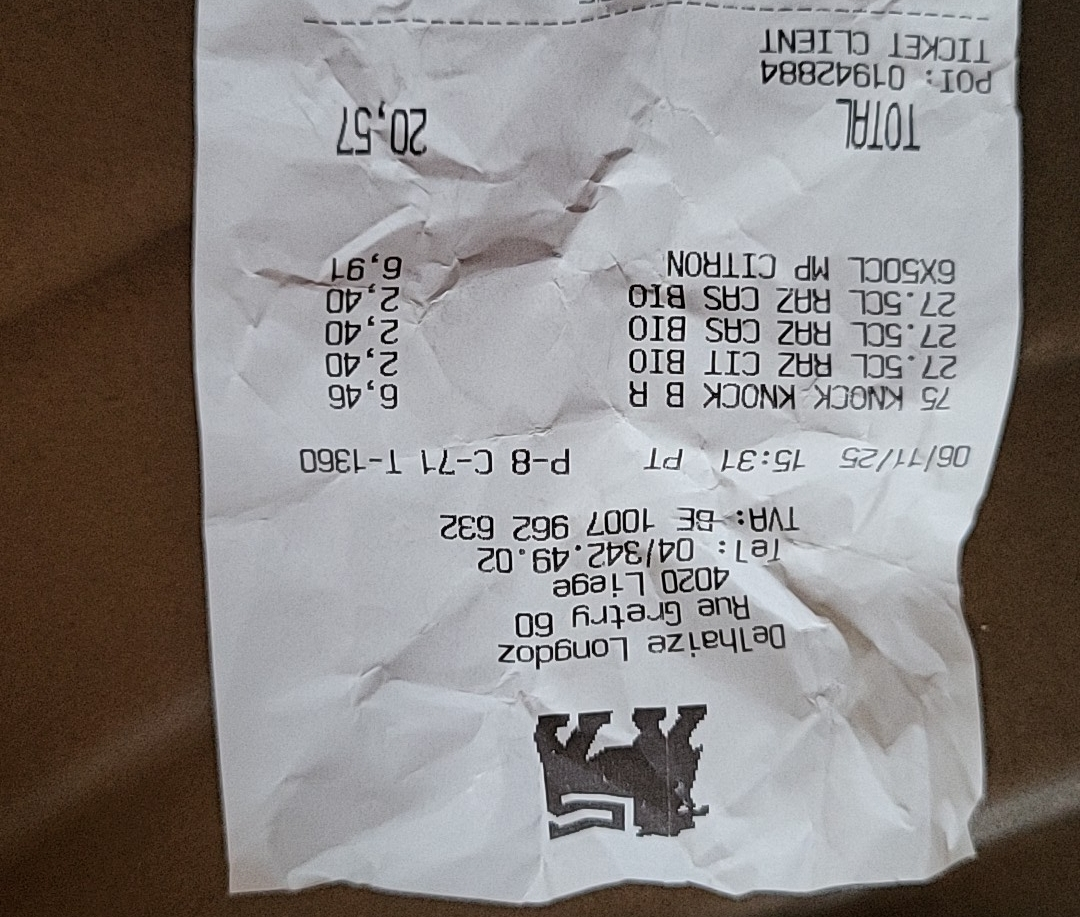 Delhaize Longdoz
Rue Gretry 60
4020 Liege
Tel: 04/342.49.02
TVA: BE 1007 962 632
06/11/25 15:31 PT P-8 C-71 T-1360
75 KNOCK KNOCK B R 6,46
27.5CL RAZ CIT BIO 2,40
27.5CL RAZ CAS BIO 2,40
27.5CL RAZ CAS BIO 2,40
6X50CL MP CITRON 6,91
TOTAL 20,57
POI: 01942884
TICKET CLIENT